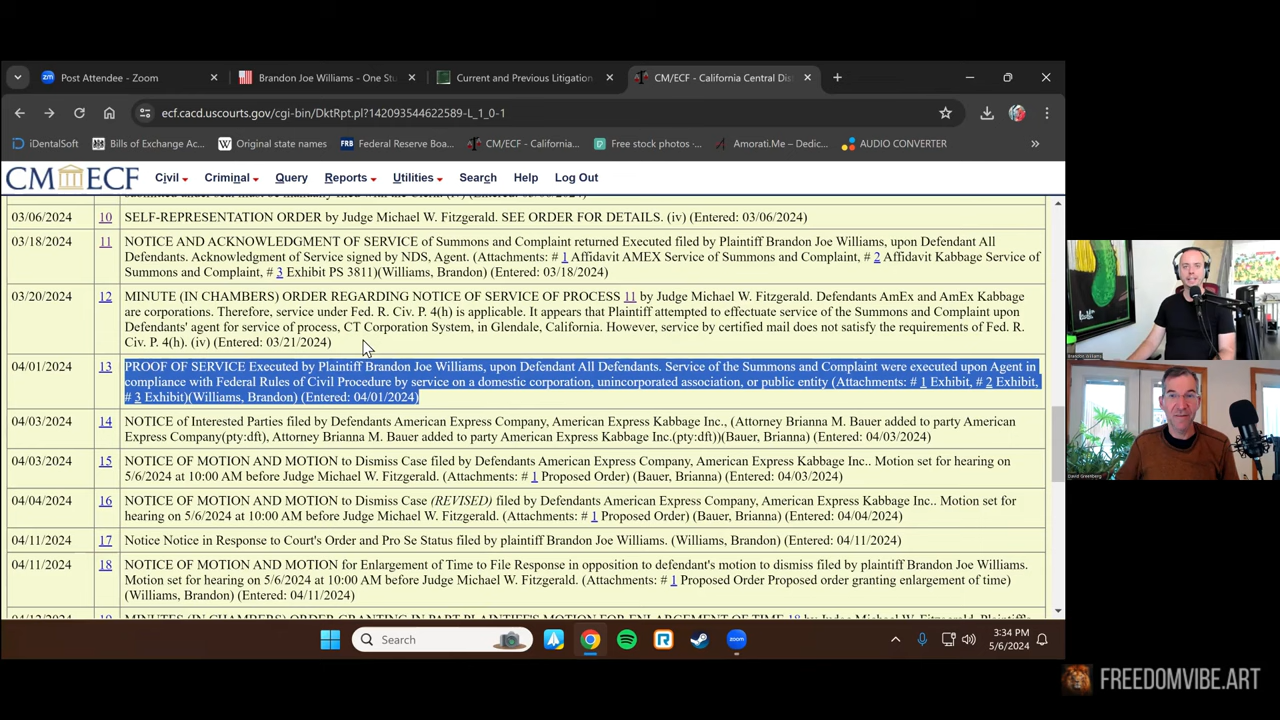 Post Attendee - Zoom
Brandon Joe Williams - One Stu
Current and Previous Litigation
CM/ECF - California Central Dis
ecf.cacd.uscourts.gov/cgi-bin/DktRpt.pl?142093544622589-L_1_0-1
iDentalSoft
Bills of Exchange Ac...
Original state names
Federal Reserve Boa...
CM/ECF - California...
Free stock photos -...
Amorati.Me – Dedic...
AUDIO CONVERTER
CM ECF
Civil
Criminal
Query
Reports
Utilities
Search
Help
Log Out
03/06/2024 10 SELF-REPRESENTATION ORDER by Judge Michael W. Fitzgerald. SEE ORDER FOR DETAILS. (iv) (Entered: 03/06/2024)
03/18/2024 11 NOTICE AND ACKNOWLEDGMENT OF SERVICE of Summons and Complaint returned Executed filed by Plaintiff Brandon Joe Williams, upon Defendant All
Defendants. Acknowledgment of Service signed by NDS, Agent. (Attachments: # 1 Affidavit AMEX Service of Summons and Complaint, # 2 Affidavit Kabbage Service of
Summons and Complaint, # 3 Exhibit PS 3811)(Williams, Brandon) (Entered: 03/18/2024)
03/20/2024 12 MINUTE (IN CHAMBERS) ORDER REGARDING NOTICE OF SERVICE OF PROCESS 11 by Judge Michael W. Fitzgerald. Defendants AmEx and AmEx Kabbage
are corporations. Therefore, service under Fed. R. Civ. P. 4(h) is applicable. It appears that Plaintiff attempted to effectuate service of the Summons and Complaint upon
Defendants' agent for service of process, CT Corporation System, in Glendale, California. However, service by certified mail does not satisfy the requirements of Fed. R.
Civ. P. 4(h). (iv) (Entered: 03/21/2024)
04/01/2024 13 PROOF OF SERVICE Executed by Plaintiff Brandon Joe Williams, upon Defendant All Defendants. Service of the Summons and Complaint were executed upon Agent in
compliance with Federal Rules of Civil Procedure by service on a domestic corporation, unincorporated association, or public entity (Attachments: # 1 Exhibit, # 2 Exhibit,
# 3 Exhibit)(Williams, Brandon) (Entered: 04/01/2024)
04/03/2024 14 NOTICE of Interested Parties filed by Defendants American Express Company, American Express Kabbage Inc., (Attorney Brianna M. Bauer added to party American
Express Company(pty:dft), Attorney Brianna M. Bauer added to party American Express Kabbage Inc.(pty:dft))(Bauer, Brianna) (Entered: 04/03/2024)
04/03/2024 15 NOTICE OF MOTION AND MOTION to Dismiss Case filed by Defendants American Express Company, American Express Kabbage Inc.. Motion set for hearing on
5/6/2024 at 10:00 AM before Judge Michael W. Fitzgerald. (Attachments: # 1 Proposed Order) (Bauer, Brianna) (Entered: 04/03/2024)
04/04/2024 16 NOTICE OF MOTION AND MOTION to Dismiss Case (REVISED) filed by Defendants American Express Company, American Express Kabbage Inc.. Motion set for
hearing on 5/6/2024 at 10:00 AM before Judge Michael W. Fitzgerald. (Attachments: # 1 Proposed Order) (Bauer, Brianna) (Entered: 04/04/2024)
04/11/2024 17 Notice Notice in Response to Court's Order and Pro Se Status filed by plaintiff Brandon Joe Williams. (Williams, Brandon) (Entered: 04/11/2024)
04/11/2024 18 NOTICE OF MOTION AND MOTION for Enlargement of Time to File Response in opposition to defendant's motion to dismiss filed by plaintiff Brandon Joe Williams.
Motion set for hearing on 5/6/2024 at 10:00 AM before Judge Michael W. Fitzgerald. (Attachments: # 1 Proposed Order Proposed order granting enlargement of time)
(Williams, Brandon) (Entered: 04/11/2024)
Brandon Williams
David Greenberg
Search
3:34 PM
5/6/2024
FREEDOMVIBE.ART